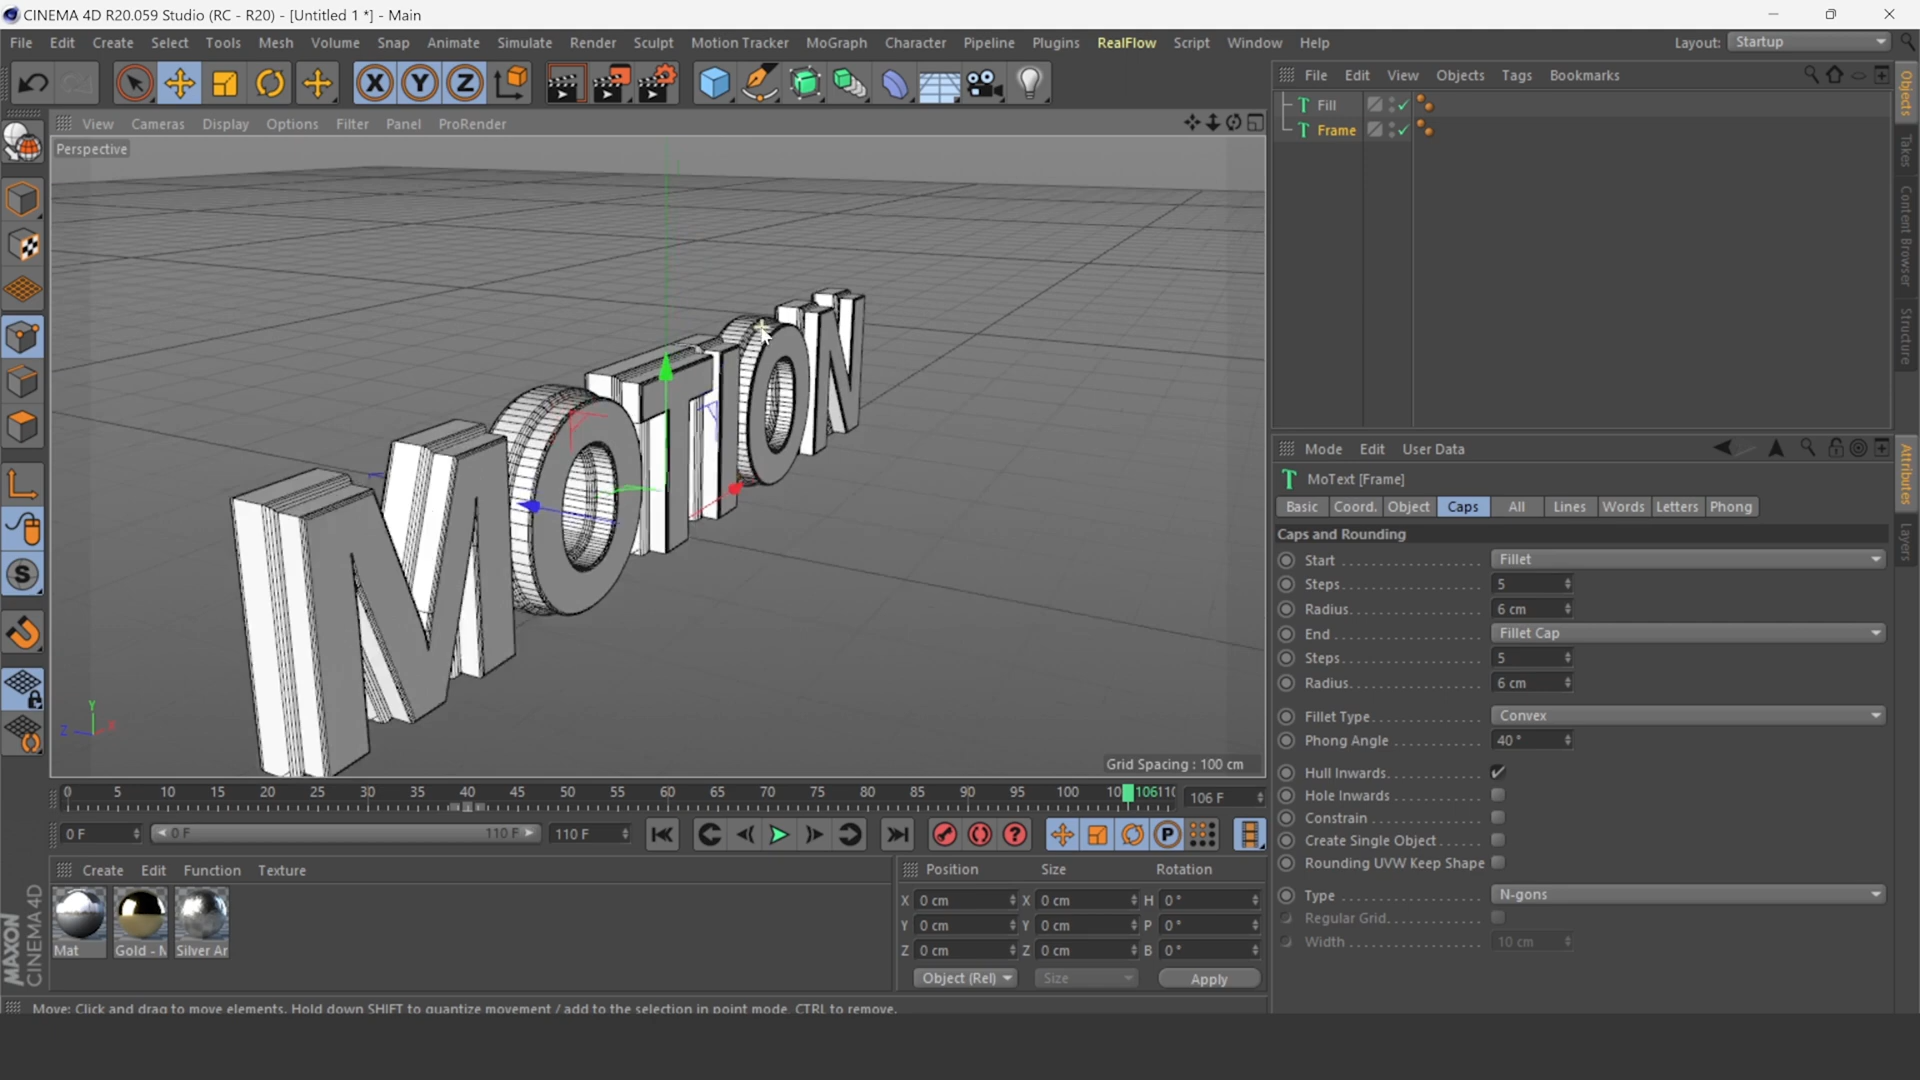 CINEMA 4D R20.059 Studio (RC - R20) - [Untitled 1 *] - Main
File Edit Create Select Tools Mesh Volume Snap Animate Simulate Render Sculpt Motion Tracker MoGraph Character Pipeline Plugins RealFlow Script Window Help Layout: Startup
X Y Z
File Edit View Objects Tags Bookmarks
View Cameras Display Options Filter Panel ProRender
Perspective
Fill
Frame
Objects
Takes
Content Browser
Structure
MOTION
Y
Z X
Grid Spacing : 100 cm
Mode Edit User Data
MoText [Frame]
Basic Coord. Object Caps All Lines Words Letters Phong
Caps and Rounding
Start Fillet
Steps 5
Radius 6 cm
End Fillet Cap
Steps 5
Radius 6 cm
Fillet Type Convex
Phong Angle 40 °
Hull Inwards
Hole Inwards
Constrain
Create Single Object
Rounding UVW Keep Shape
Type N-gons
Regular Grid
Width 10 cm
Attributes
Layers
S
0 5 10 15 20 25 30 35 40 45 50 55 60 65 70 75 80 85 90 95 100 106 106 F
0 F 0 F 110 F 110 F
P
Create Edit Function Texture
Mat Gold - Silver Ar
Position Size Rotation
X 0 cm X 0 cm H 0 °
Y 0 cm Y 0 cm P 0 °
Z 0 cm Z 0 cm B 0 °
Object (Rel) Size Apply
MAXON
CINEMA4D
Move: Click and drag to move elements. Hold down SHIFT to quantize movement / add to the selection in point mode, CTRL to remove.